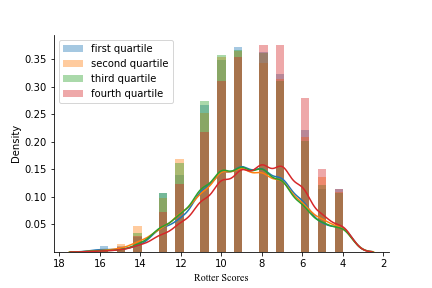 first quartile
second quartile
third quartile
fourth quartile
Density
0.35
0.30
0.25
0.20
0.15
0.10
0.05
18 16 14 12 10 8 6 4 2
Rotter Scores